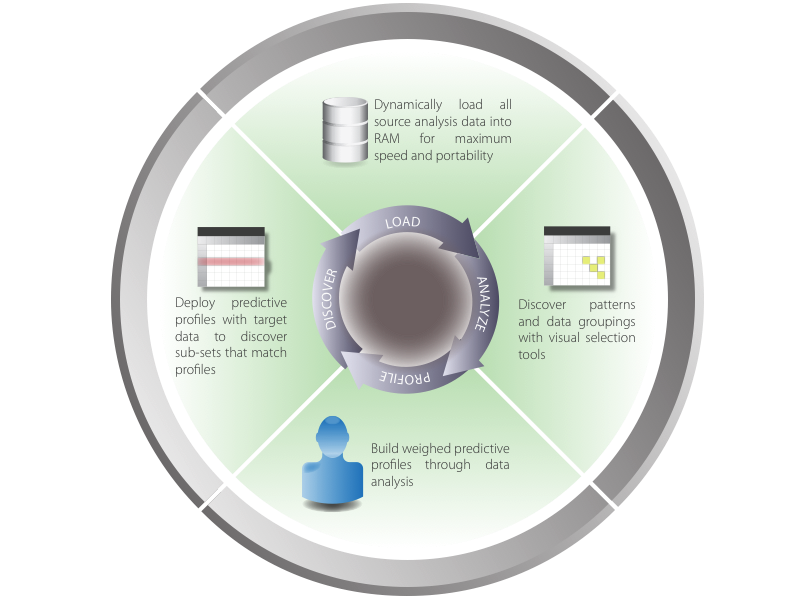 Dynamically load all
source analysis data into
RAM for maximum
speed and portability
LOAD
ANALYZE
PROFILE
DISCOVER
Deploy predictive
profiles with target
data to discover
sub-sets that match
profiles
Discover patterns
and data groupings
with visual selection
tools
Build weighed predictive
profiles through data
analysis